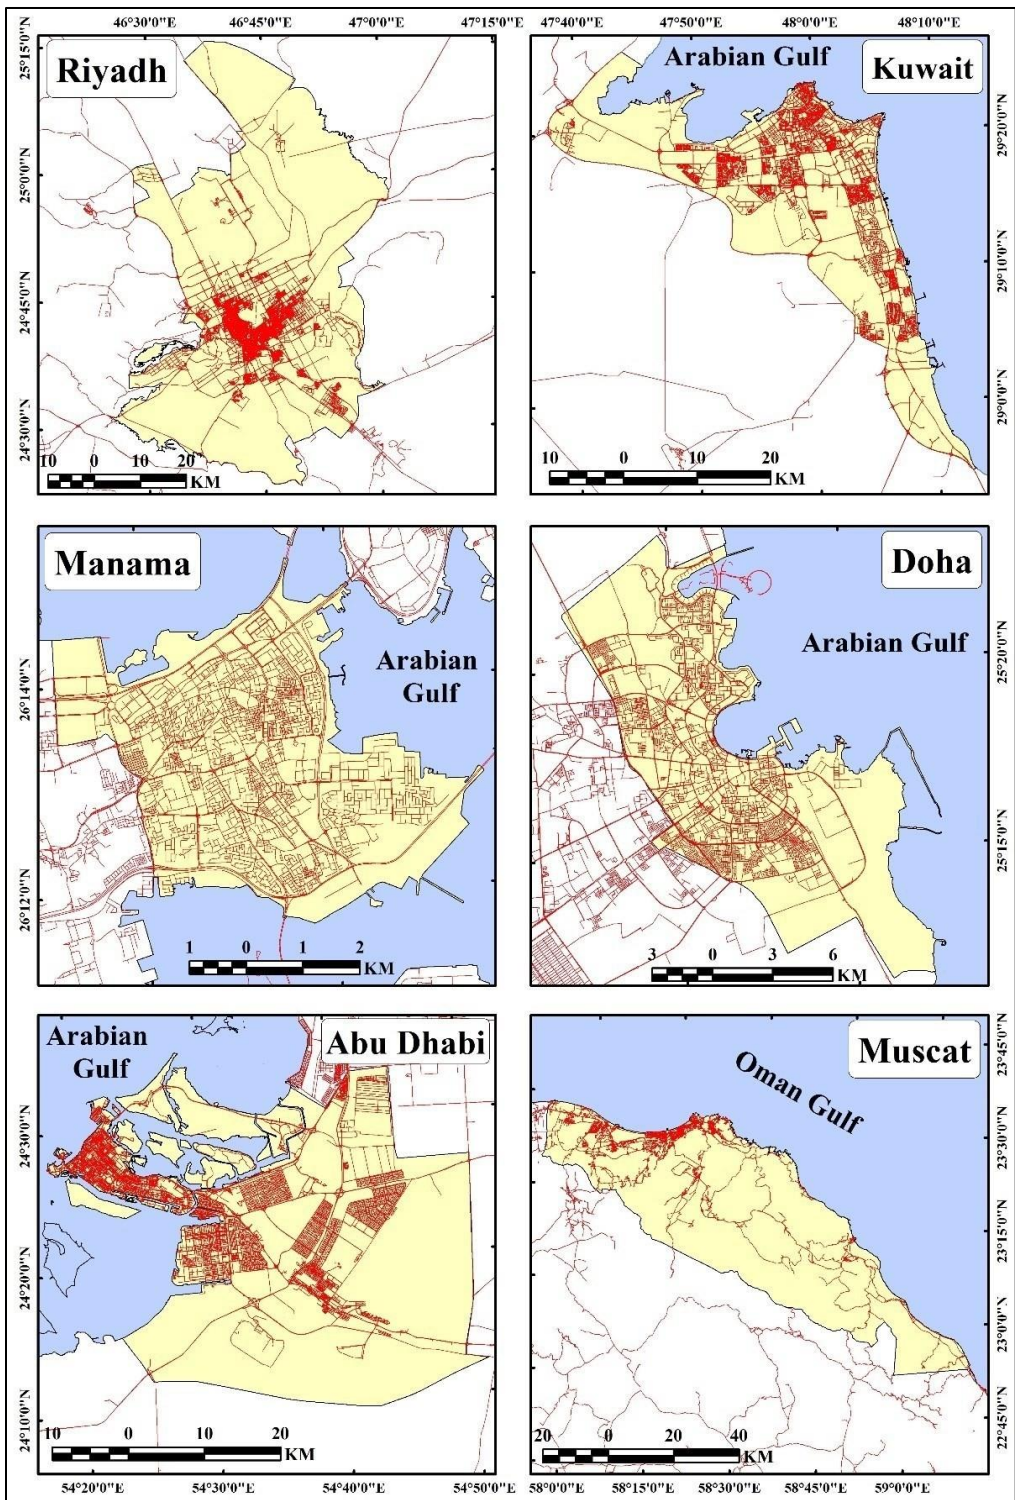 46°30'0"E 46°45'0"E 47°0'0"E 47°15'0"E
47°40'0"E 47°50'0"E 48°0'0"E 48°10'0"E
Riyadh
25°15'0"N
25°0'0"N
24°45'0"N
24°30'0"N
10 0 10 20
KM
Arabian Gulf
Kuwait
29°20'0"N
29°10'0"N
29°0'0"N
10 0 10 20
KM
Manama
Arabian
Gulf
26°14'0"N
26°12'0"N
1 0 1 2
KM
Doha
Arabian Gulf
25°20'0"N
25°15'0"N
3 0 3 6
KM
Arabian
Gulf
Abu Dhabi
24°30'0"N
24°20'0"N
24°10'0"N
10 0 10 20
KM
54°20'0"E 54°30'0"E 54°40'0"E 54°50'0"E
Muscat
Oman Gulf
23°45'0"N
23°30'0"N
23°15'0"N
23°0'0"N
22°45'0"N
20 0 20 40
KM
58°0'0"E 58°15'0"E 58°30'0"E 58°45'0"E 59°0'0"E